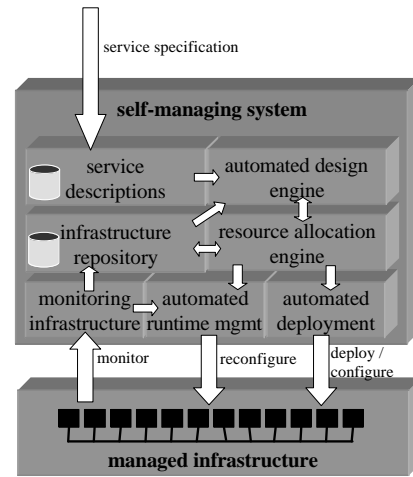 service specification
self-managing system
service
descriptions
automated design
engine
infrastructure
repository
resource allocation
engine
monitoring
infrastructure
automated
runtime mgmt
automated
deployment
monitor
reconfigure
deploy /
configure
managed infrastructure